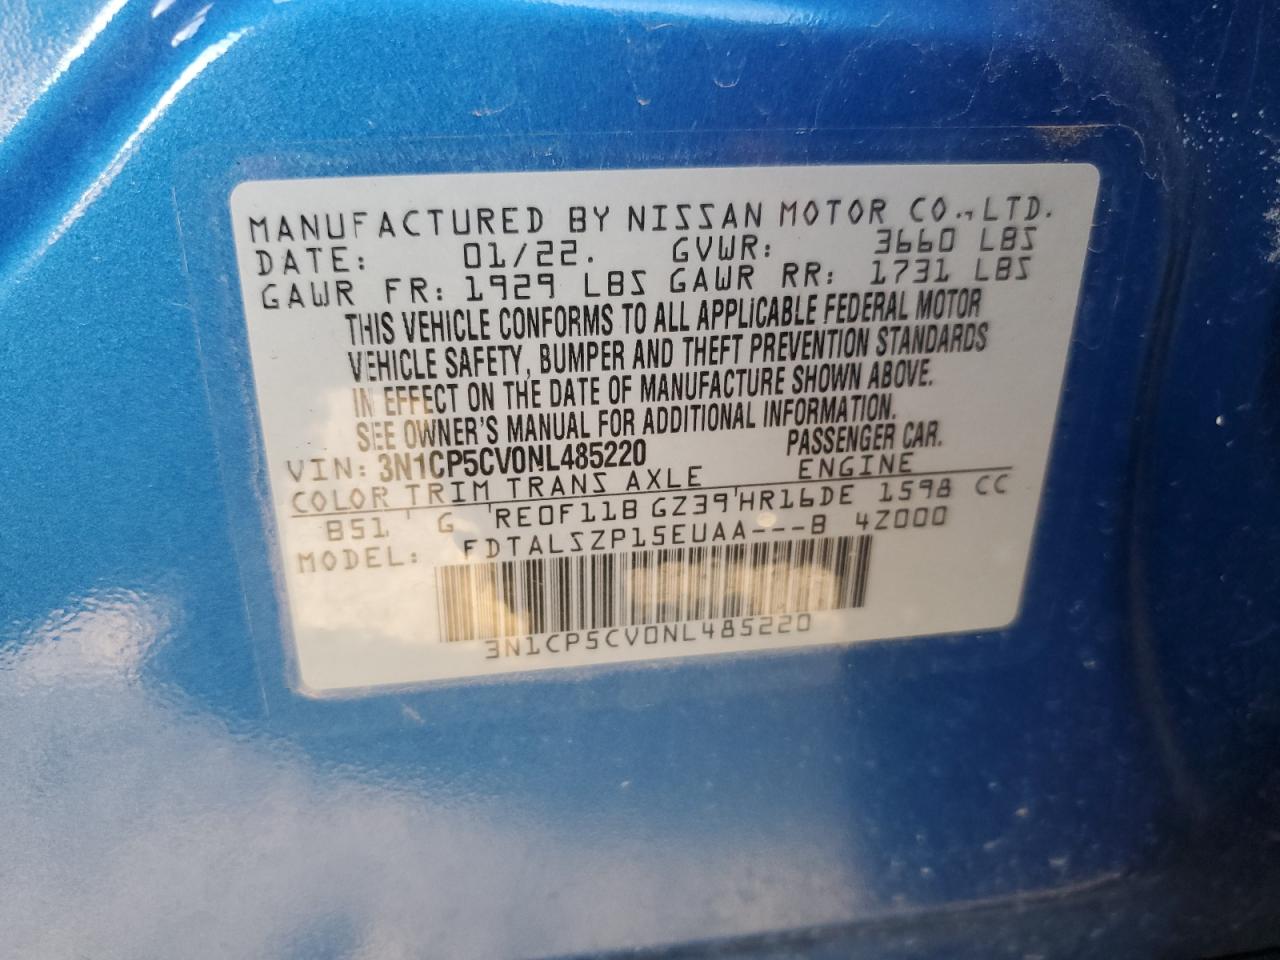 MANUFACTURED BY NISSAN MOTOR CO., LTD.
DATE: 01/22. GVWR: 3660 LBS
GAWR FR: 1929 LBS GAWR RR: 1731 LBS
THIS VEHICLE CONFORMS TO ALL APPLICABLE FEDERAL MOTOR
VEHICLE SAFETY, BUMPER AND THEFT PREVENTION STANDARDS
IN EFFECT ON THE DATE OF MANUFACTURE SHOWN ABOVE.
SEE OWNER'S MANUAL FOR ADDITIONAL INFORMATION.
VIN: 3N1CP5CV0NL485220 PASSENGER CAR.
COLOR TRIM TRANS AXLE ENGINE
B51 ' G 'RE0F11B GZ39'HR16DE 1598 CC
MODEL: FDTALSZP15EUAA---B 4Z000
3N1CP5CV0NL485220